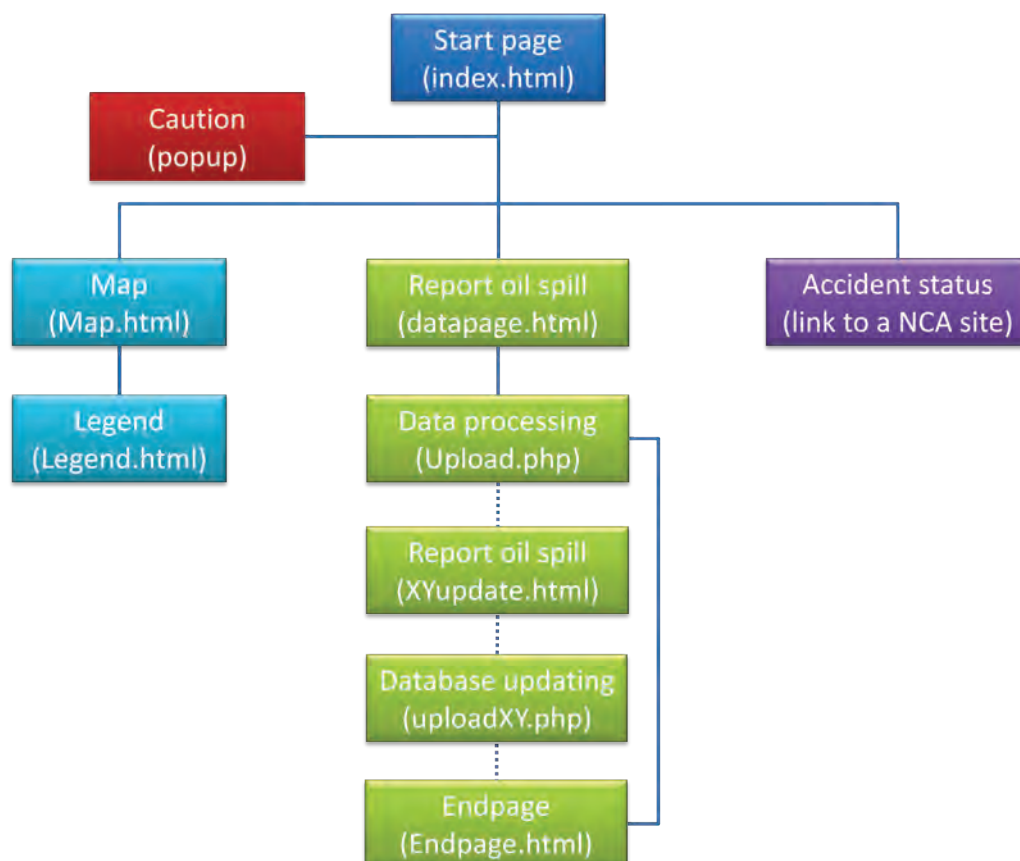 Start page
(index.html)
Caution
(popup)
Map
(Map.html)
Report oil spill
(datapage.html)
Accident status
(link to a NCA site)
Legend
(Legend.html)
Data processing
(Upload.php)
Report oil spill
(XYupdate.html)
Database updating
(uploadXY.php)
Endpage
(Endpage.html)